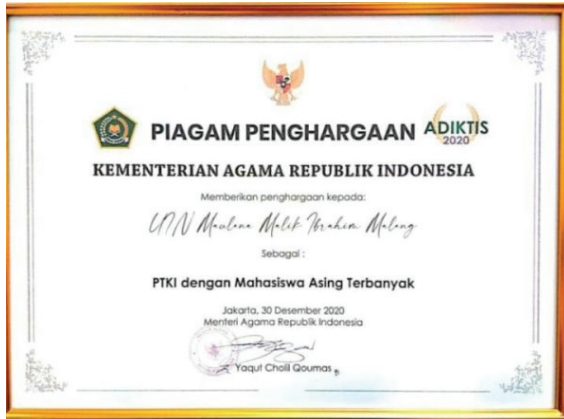 PIAGAM PENGHARGAAN
ADIKTIS
2020
KEMENTERIAN AGAMA REPUBLIK INDONESIA
Memberikan penghargaan kepada:
UIN Maulana Malik Ibrahim Malang
Sebagai :
PTKI dengan Mahasiswa Asing Terbanyak
Jakarta, 30 Desember 2020
Menteri Agama Republik Indonesia
Yaqut Cholil Qoumas